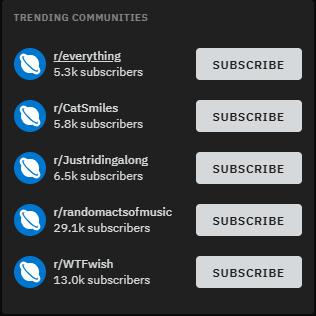 TRENDING COMMUNITIES
r/everything
5.3k subscribers
SUBSCRIBE
r/CatSmiles
5.8k subscribers
SUBSCRIBE
r/Justridingalong
6.5k subscribers
SUBSCRIBE
r/randomactsofmusic
29.1k subscribers
SUBSCRIBE
r/WTFwish
13.0k subscribers
SUBSCRIBE